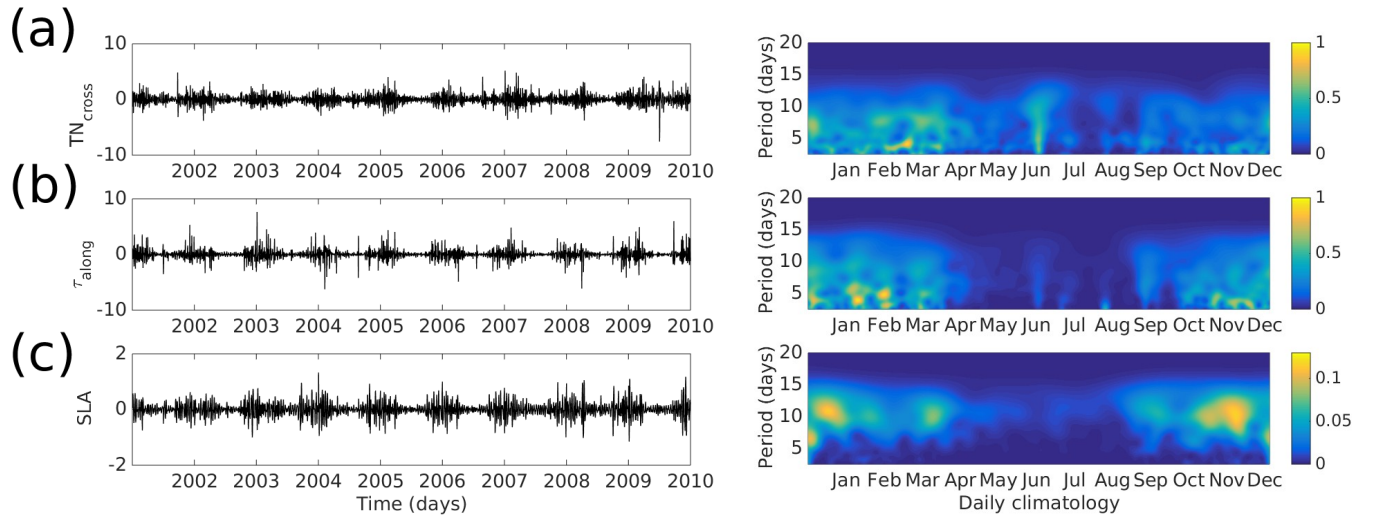 (a)
10
0
-10
TN_cross
2002 2003 2004 2005 2006 2007 2008 2009 2010
20
15
10
5
Period (days)
Jan Feb Mar Apr May Jun Jul Aug Sep Oct Nov Dec
1
0.5
0
(b)
10
0
-10
τ_along
2002 2003 2004 2005 2006 2007 2008 2009 2010
20
15
10
5
Period (days)
Jan Feb Mar Apr May Jun Jul Aug Sep Oct Nov Dec
1
0.5
0
(c)
2
0
-2
SLA
2002 2003 2004 2005 2006 2007 2008 2009 2010
Time (days)
20
15
10
5
Period (days)
Jan Feb Mar Apr May Jun Jul Aug Sep Oct Nov Dec
Daily climatology
0.1
0.05
0